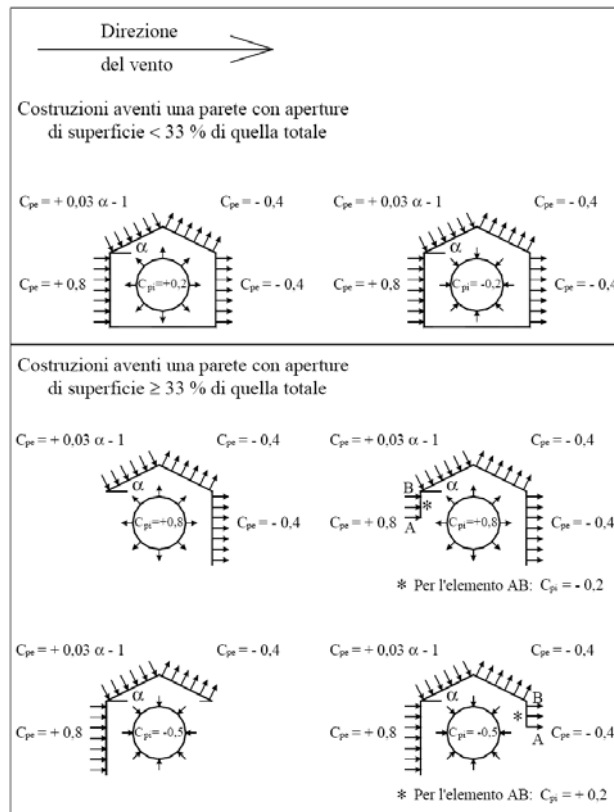 Direzione
del vento
Costruzioni aventi una parete con aperture
di superficie < 33 % di quella totale
Cpe = + 0,03 α - 1
Cpe = - 0,4
α
Cpe = + 0,8
Cpi=+0,2
Cpe = - 0,4
Cpe = + 0,03 α - 1
Cpe = - 0,4
α
Cpe = + 0,8
Cpi= -0,2
Cpe = - 0,4
Costruzioni aventi una parete con aperture
di superficie ≥ 33 % di quella totale
Cpe = + 0,03 α - 1
Cpe = - 0,4
α
Cpi=+0,8
Cpe = - 0,4
Cpe = + 0,03 α - 1
Cpe = - 0,4
B
α
*
Cpe = + 0,8
A
Cpi=+0,8
Cpe = - 0,4
* Per l'elemento AB: Cpi = - 0,2
Cpe = + 0,03 α - 1
Cpe = - 0,4
α
Cpe = + 0,8
Cpi= -0,5
Cpe = + 0,03 α - 1
Cpe = - 0,4
α
B
*
A
Cpe = + 0,8
Cpi= -0,5
Cpe = - 0,4
* Per l'elemento AB: Cpi = + 0,2